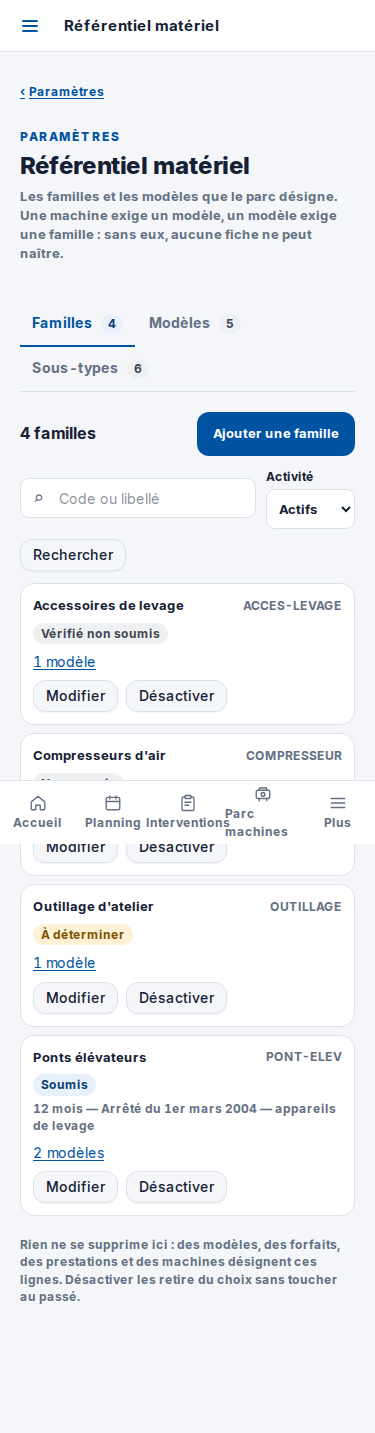 Référentiel matériel
‹ Paramètres
PARAMÈTRES
Référentiel matériel
Les familles et les modèles que le parc désigne.
Une machine exige un modèle, un modèle exige
une famille : sans eux, aucune fiche ne peut
naître.
Familles 4 Modèles 5
Sous-types 6
4 familles Ajouter une famille
Activité
Code ou libellé Actifs
Rechercher
Accessoires de levage ACCES-LEVAGE
Vérifié non soumis
1 modèle
Modifier Désactiver
Compresseurs d'air COMPRESSEUR
Accueil Planning Interventions Parc machines Plus
Modifier Désactiver
Outillage d'atelier OUTILLAGE
À déterminer
1 modèle
Modifier Désactiver
Ponts élévateurs PONT-ELEV
Soumis
12 mois — Arrêté du 1er mars 2004 — appareils
de levage
2 modèles
Modifier Désactiver
Rien ne se supprime ici : des modèles, des forfaits,
des prestations et des machines désignent ces
lignes. Désactiver les retire du choix sans toucher
au passé.